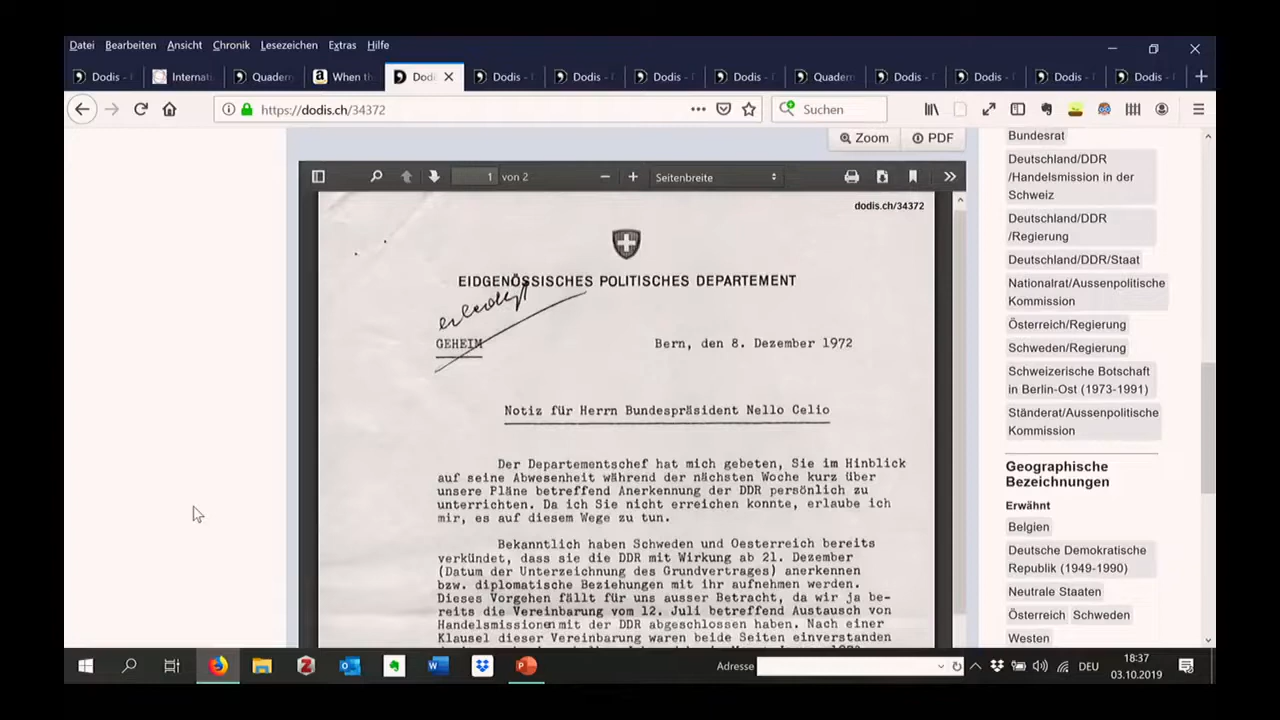 Datei Bearbeiten Ansicht Chronik Lesezeichen Extras Hilfe
Dodis - Internat Quadern When th Dodi Dodis - Dodis - Dodis - Dodis - Quadern Dodis - Dodis - Dodis - Dodis -
https://dodis.ch/34372
Suchen
Zoom
PDF
1 von 2
Seitenbreite
dodis.ch/34372
EIDGENÖSSISCHES POLITISCHES DEPARTEMENT
erledigt
GEHEIM
Bern, den 8. Dezember 1972
Notiz für Herrn Bundespräsident Nello Celio
Der Departementschef hat mich gebeten, Sie im Hinblick
auf seine Abwesenheit während der nächsten Woche kurz über
unsere Pläne betreffend Anerkennung der DDR persönlich zu
unterrichten. Da ich Sie nicht erreichen konnte, erlaube ich
mir, es auf diesem Wege zu tun.
Bekanntlich haben Schweden und Oesterreich bereits
verkündet, dass sie die DDR mit Wirkung ab 21. Dezember
(Datum der Unterzeichnung des Grundvertrages) anerkennen
bzw. diplomatische Beziehungen mit ihr aufnehmen werden.
Dieses Vorgehen fällt für uns ausser Betracht, da wir ja be-
reits die Vereinbarung vom 12. Juli betreffend Austausch von
Handelsmissionen mit der DDR abgeschlossen haben. Nach einer
Klausel dieser Vereinbarung waren beide Seiten einverstanden
Bundesrat
Deutschland/DDR
/Handelsmission in der
Schweiz
Deutschland/DDR
/Regierung
Deutschland/DDR/Staat
Nationalrat/Aussenpolitische
Kommission
Österreich/Regierung
Schweden/Regierung
Schweizerische Botschaft
in Berlin-Ost (1973-1991)
Ständerat/Aussenpolitische
Kommission
Geographische
Bezeichnungen
Erwähnt
Belgien
Deutsche Demokratische
Republik (1949-1990)
Neutrale Staaten
Österreich Schweden
Westen
Adresse
DEU
18:37
03.10.2019